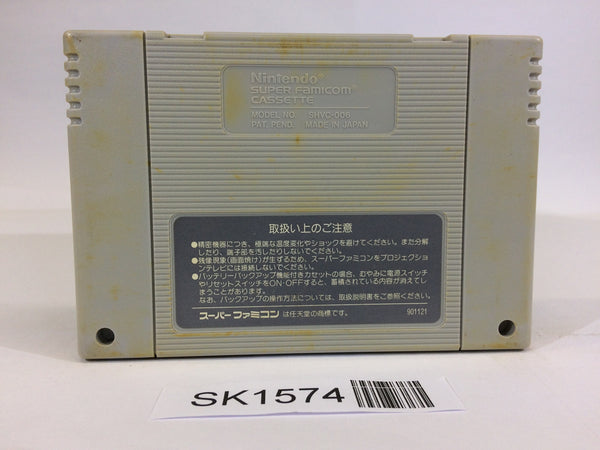 Nintendo®
SUPER FAMICOM™
CASSETTE
MODEL NO. SHVC-006
PAT. PEND. MADE IN JAPAN
取扱い上のご注意
●精密機器につき、極端な温度変化やショックを避けてください。また分解
したり、端子部を汚したりしないでください。
●残像現象(画面焼け)が生ずるため、スーパーファミコンをプロジェクショ
ンテレビには接続しないでください。
●バッテリーバックアップ機能付きカセットの場合、むやみに電源スイッチ
やリセットスイッチをON・OFFすると、蓄積されている内容が消えてし
まうことがあります。
なお、バックアップの操作方法については、取扱説明書をご参照ください。
スーパーファミコン は任天堂の商標です。 901121
SK1574